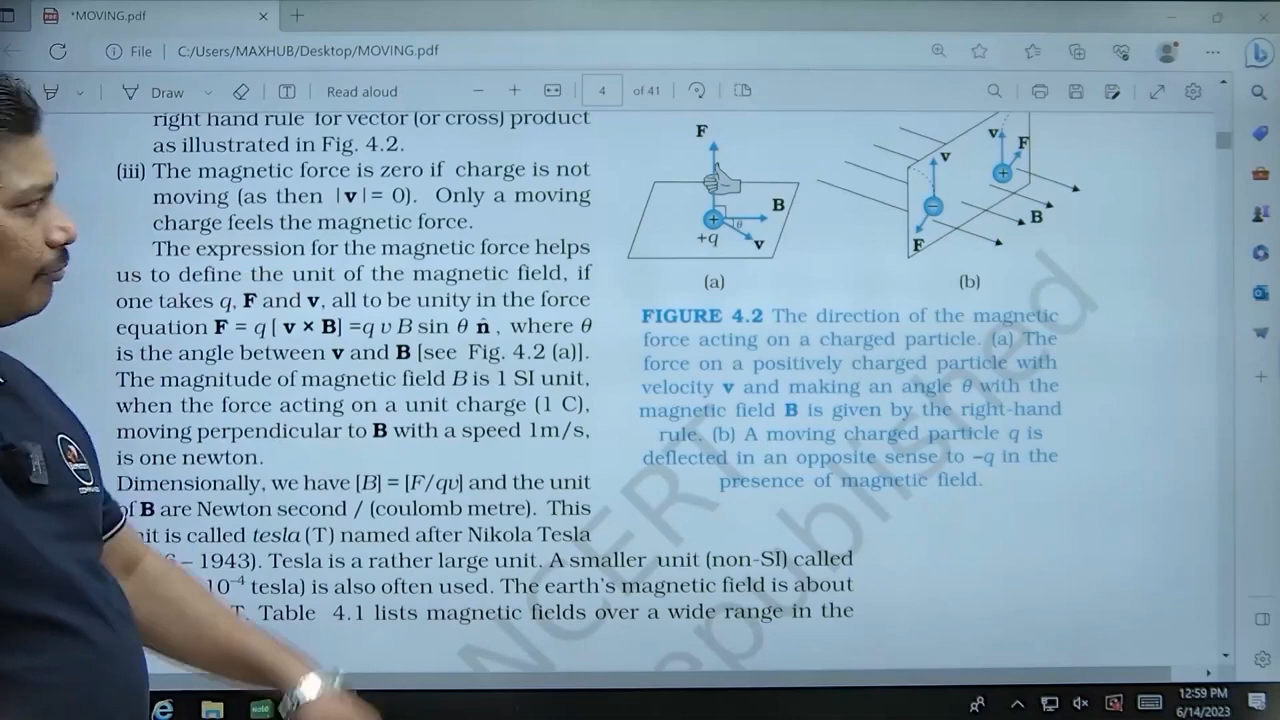 *MOVING.pdf
File
C:/Users/MAXHUB/Desktop/MOVING.pdf
Draw
Read aloud
4
of 41
right hand rule for vector (or cross) product
as illustrated in Fig. 4.2.
(iii) The magnetic force is zero if charge is not
moving (as then |v|= 0). Only a moving
charge feels the magnetic force.
The expression for the magnetic force helps
us to define the unit of the magnetic field, if
one takes q, F and v, all to be unity in the force
equation F = q [ v × B] =q v B sin θ n̂ , where θ
is the angle between v and B [see Fig. 4.2 (a)].
The magnitude of magnetic field B is 1 SI unit,
when the force acting on a unit charge (1 C),
moving perpendicular to B with a speed 1m/s,
is one newton.
Dimensionally, we have [B] = [F/qv] and the unit
of B are Newton second / (coulomb metre). This
it is called tesla (T) named after Nikola Tesla
– 1943). Tesla is a rather large unit. A smaller unit (non-SI) called
10⁻⁴ tesla) is also often used. The earth's magnetic field is about
T. Table 4.1 lists magnetic fields over a wide range in the
F
B
θ
+
+q
v
(a)
v
F
v
+
–
B
F
(b)
FIGURE 4.2 The direction of the magnetic
force acting on a charged particle. (a) The
force on a positively charged particle with
velocity v and making an angle θ with the
magnetic field B is given by the right-hand
rule. (b) A moving charged particle q is
deflected in an opposite sense to –q in the
presence of magnetic field.
NCERT
republished
12:59 PM
6/14/2023